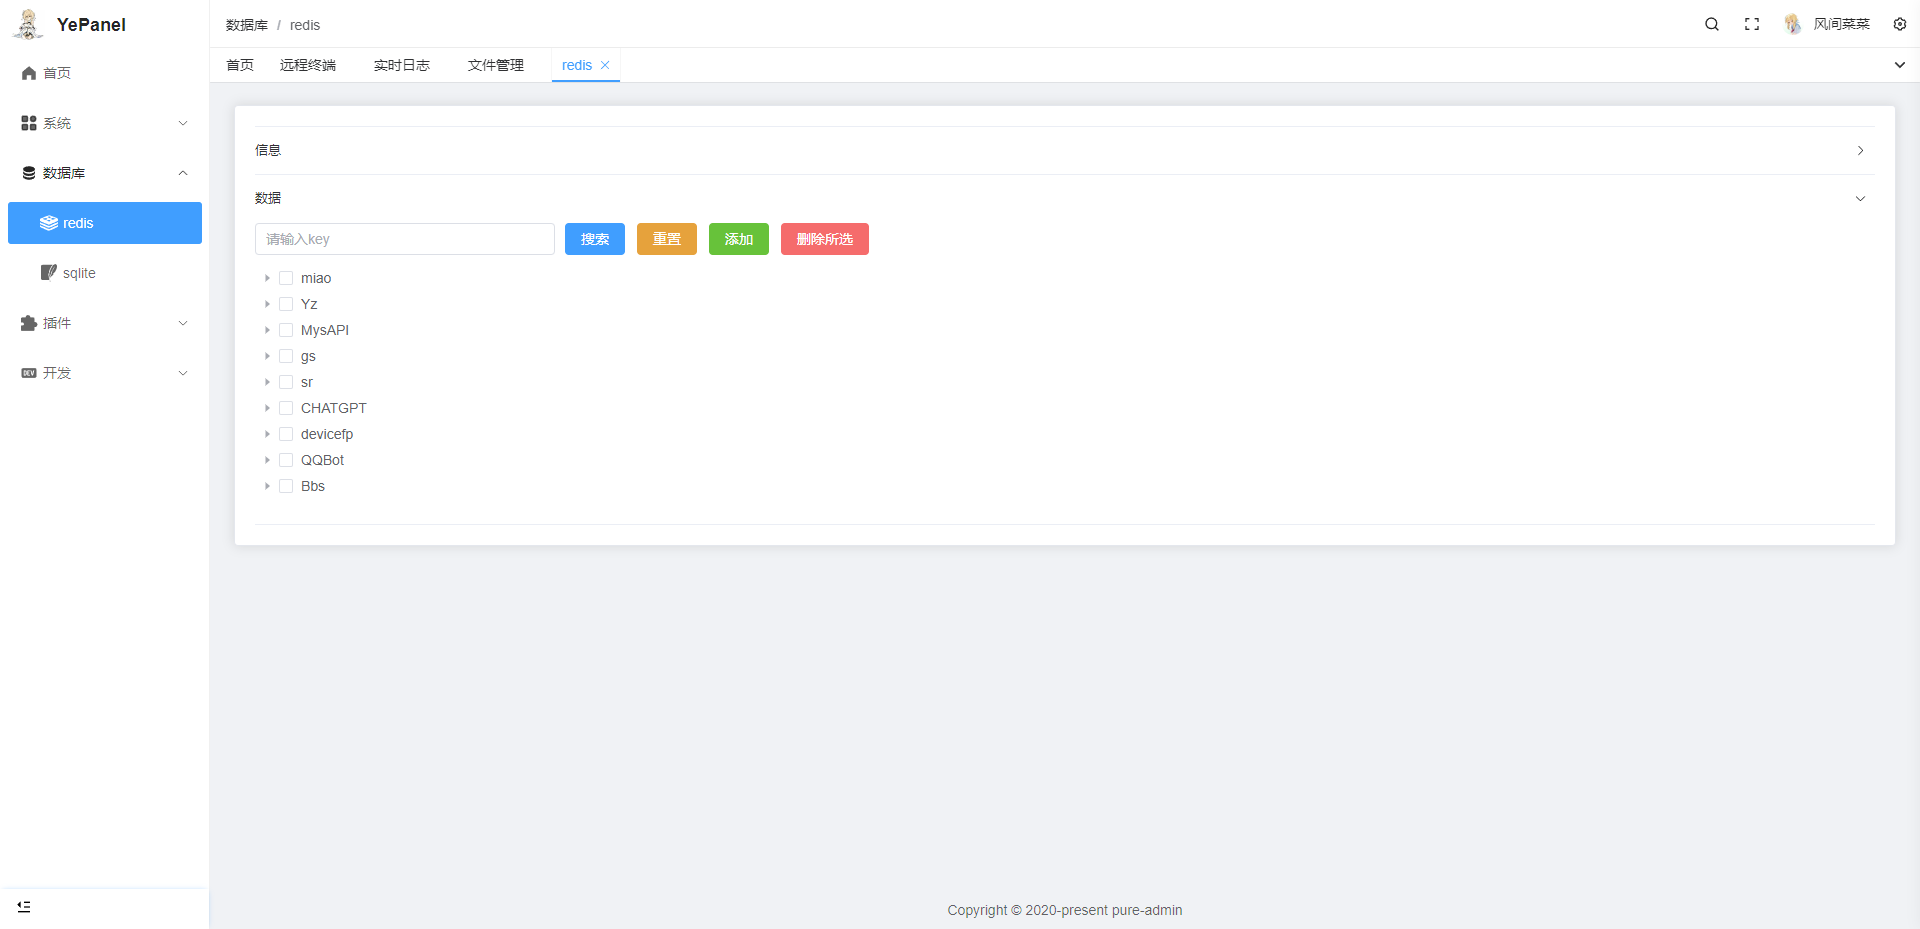 YePanel
首页
系统
数据库
redis
sqlite
插件
DEV 开发
数据库 / redis
风间菜菜
首页 远程终端 实时日志 文件管理 redis
信息
数据
请输入key 搜索 重置 添加 删除所选
miao
Yz
MysAPI
gs
sr
CHATGPT
devicefp
QQBot
Bbs
Copyright © 2020-present pure-admin